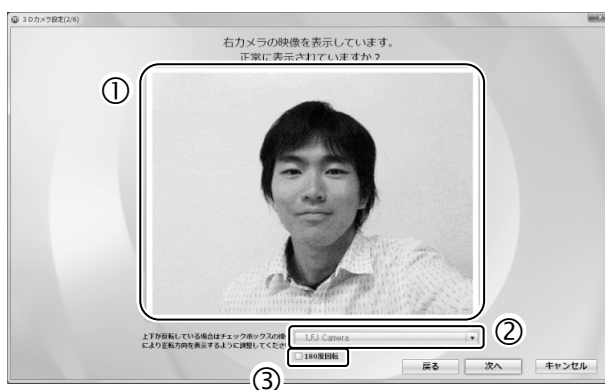 3Dカメラ設定(2/6)
右カメラの映像を表示しています。
正常に表示されていますか?
①
上下が反転している場合はチェックボックスの操
により正転方向を表示するように調整してくださ
1.FJ Camera
②
180度回転
③
戻る
次へ
キャンセル